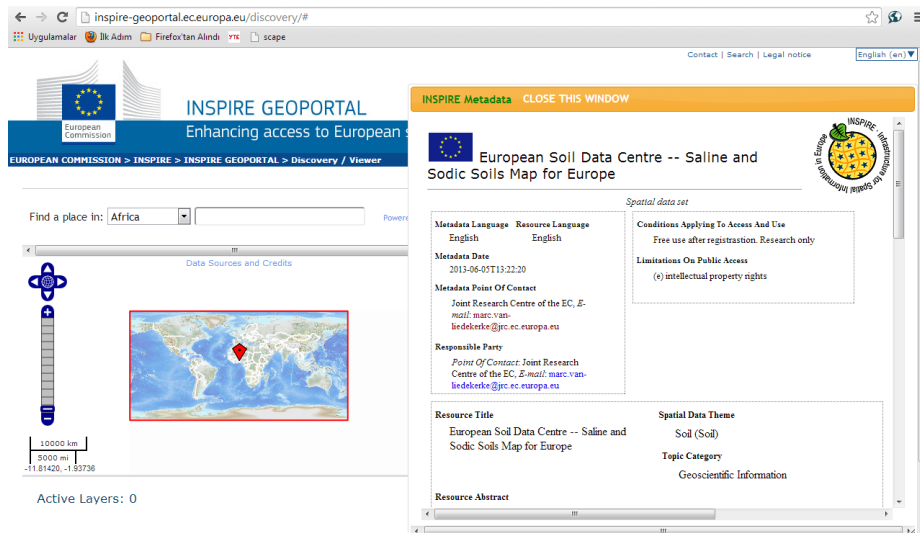 inspire-geoportal.ec.europa.eu/discovery/#
Uygulamalar İlk Adım Firefox'tan Alındı YTE scape
Contact | Search | Legal notice English (en)▼
European
Commission
INSPIRE GEOPORTAL
Enhancing access to European s
EUROPEAN COMMISSION > INSPIRE > INSPIRE GEOPORTAL > Discovery / Viewer
Find a place in: Africa
Powere
Data Sources and Credits
10000 km
5000 mi
-11.81420, -1.93736
Active Layers: 0
INSPIRE Metadata CLOSE THIS WINDOW
European Soil Data Centre -- Saline and
Sodic Soils Map for Europe
INSPIRE - Infrastructure for Spatial Information in Europe
Spatial data set
Metadata Language Resource Language
English English
Metadata Date
2013-06-05T13:22:20
Metadata Point Of Contact
Joint Research Centre of the EC, E-
mail: marc.van-
liedekerke@jrc.ec.europa.eu
Responsible Party
Point Of Contact: Joint Research
Centre of the EC, E-mail: marc.van-
liedekerke@jrc.ec.europa.eu
Conditions Applying To Access And Use
Free use after registrastion. Research only
Limitations On Public Access
(e) intellectual property rights
Resource Title
European Soil Data Centre -- Saline and
Sodic Soils Map for Europe
Resource Abstract
Spatial Data Theme
Soil (Soil)
Topic Category
Geoscientific Information